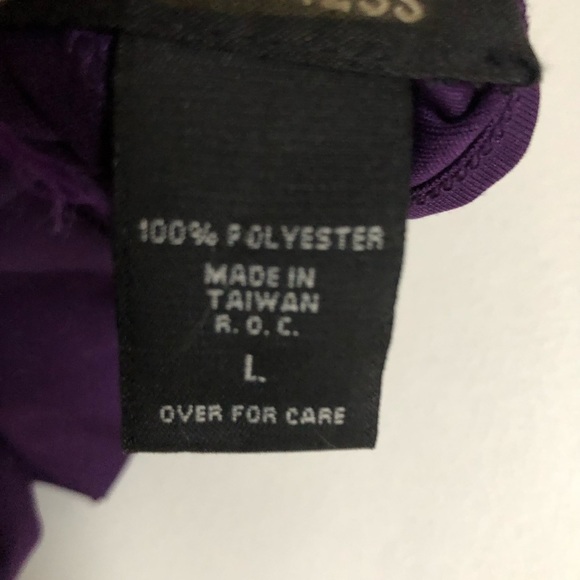 100% POLYESTER
MADE IN
TAIWAN
R. O. C.
L.
OVER FOR CARE